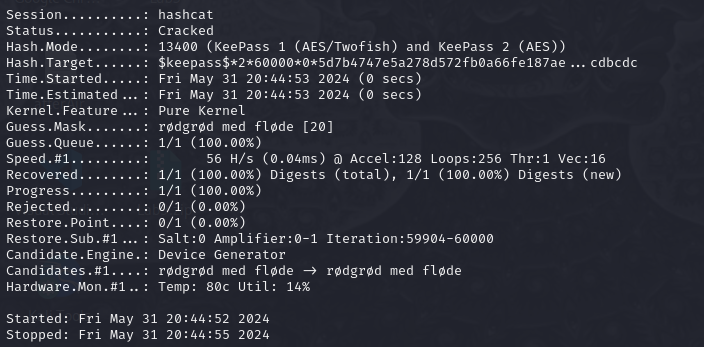 Session..........: hashcat
Status...........: Cracked
Hash.Mode........: 13400 (KeePass 1 (AES/Twofish) and KeePass 2 (AES))
Hash.Target......: $keepass$*2*60000*0*5d7b4747e5a278d572fb0a66fe187ae...cdbcdc
Time.Started.....: Fri May 31 20:44:53 2024 (0 secs)
Time.Estimated...: Fri May 31 20:44:53 2024 (0 secs)
Kernel.Feature...: Pure Kernel
Guess.Mask.......: rødgrød med fløde [20]
Guess.Queue......: 1/1 (100.00%)
Speed.#1.........:       56 H/s (0.04ms) @ Accel:128 Loops:256 Thr:1 Vec:16
Recovered........: 1/1 (100.00%) Digests (total), 1/1 (100.00%) Digests (new)
Progress.........: 1/1 (100.00%)
Rejected.........: 0/1 (0.00%)
Restore.Point....: 0/1 (0.00%)
Restore.Sub.#1...: Salt:0 Amplifier:0-1 Iteration:59904-60000
Candidate.Engine.: Device Generator
Candidates.#1....: rødgrød med fløde -> rødgrød med fløde
Hardware.Mon.#1..: Temp: 80c Util: 14%

Started: Fri May 31 20:44:52 2024
Stopped: Fri May 31 20:44:55 2024